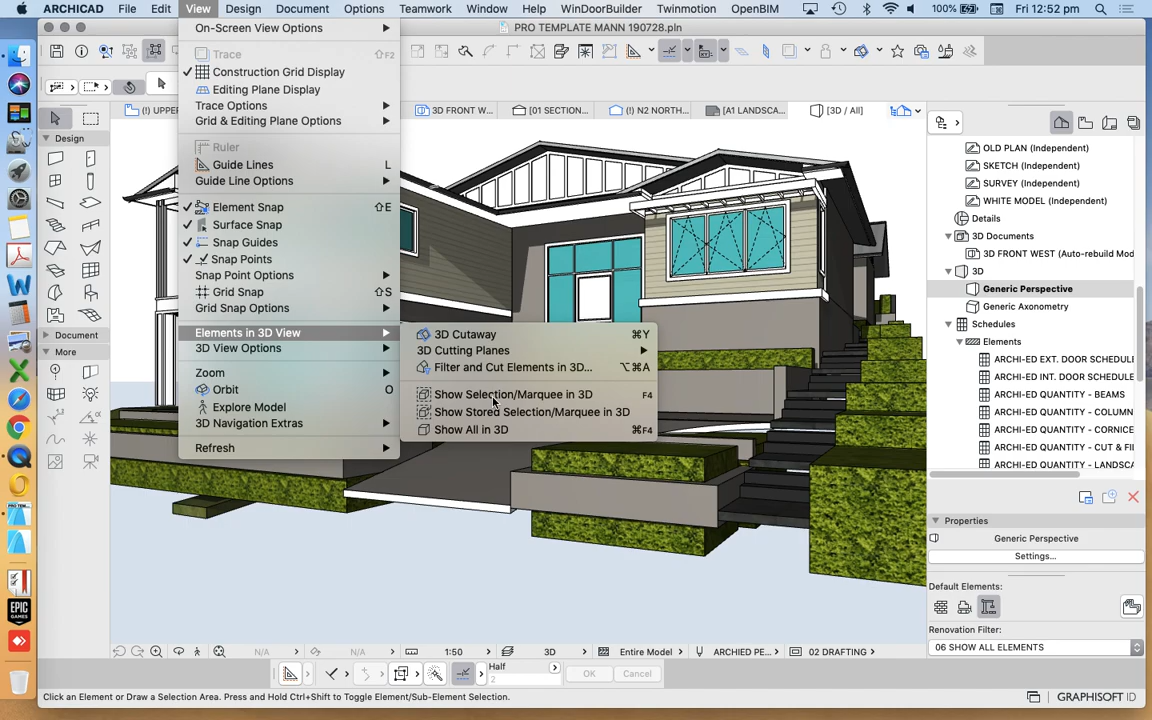 ARCHICAD File Edit View Design Document Options Teamwork Window WinDoorBuilder Twinmotion OpenBIM 100% Fri 12:52 pm
PRO TEMPLATE MANN 190728.pln
On-Screen View Options
Trace F2
Construction Grid Display
Editing Plane Display
Trace Options
Grid & Editing Plane Options
Ruler
Guide Lines L
Guide Line Options
Element Snap ⇧E
Surface Snap
Snap Guides
Snap Points
Snap Point Options
Grid Snap ⇧S
Grid Snap Options
Elements in 3D View
3D View Options
Zoom
Orbit O
Explore Model
3D Navigation Extras
Refresh
3D Cutaway ⌘Y
3D Cutting Planes
Filter and Cut Elements in 3D... ⌥⌘A
Show Selection/Marquee in 3D F4
Show Stored Selection/Marquee in 3D
Show All in 3D ⌘F4
(!) UPPER
3D FRONT W...
[01 SECTION...
(!) N2 NORTH...
[A1 LANDSCA...
[3D / All]
Design
Document
More
OLD PLAN (Independent)
SKETCH (Independent)
SURVEY (Independent)
WHITE MODEL (Independent)
Details
3D Documents
3D FRONT WEST (Auto-rebuild Mod
3D
Generic Perspective
Generic Axonometry
Schedules
Elements
ARCHI-ED EXT. DOOR SCHEDULE
ARCHI-ED INT. DOOR SCHEDULE
ARCHI-ED QUANTITY - BEAMS
ARCHI-ED QUANTITY - COLUMN
ARCHI-ED QUANTITY - CORNICE
ARCHI-ED QUANTITY - CUT & FIL
ARCHI-ED QUANTITY - LANDSCA
Properties
Generic Perspective
Settings...
Default Elements:
Renovation Filter:
06 SHOW ALL ELEMENTS
EPIC
GAMES
N/A N/A 1:50 3D Entire Model ARCHIED PE... 02 DRAFTING
Half
2
OK Cancel
Click an Element or Draw a Selection Area. Press and Hold Ctrl+Shift to Toggle Element/Sub-Element Selection.
GRAPHISOFT ID